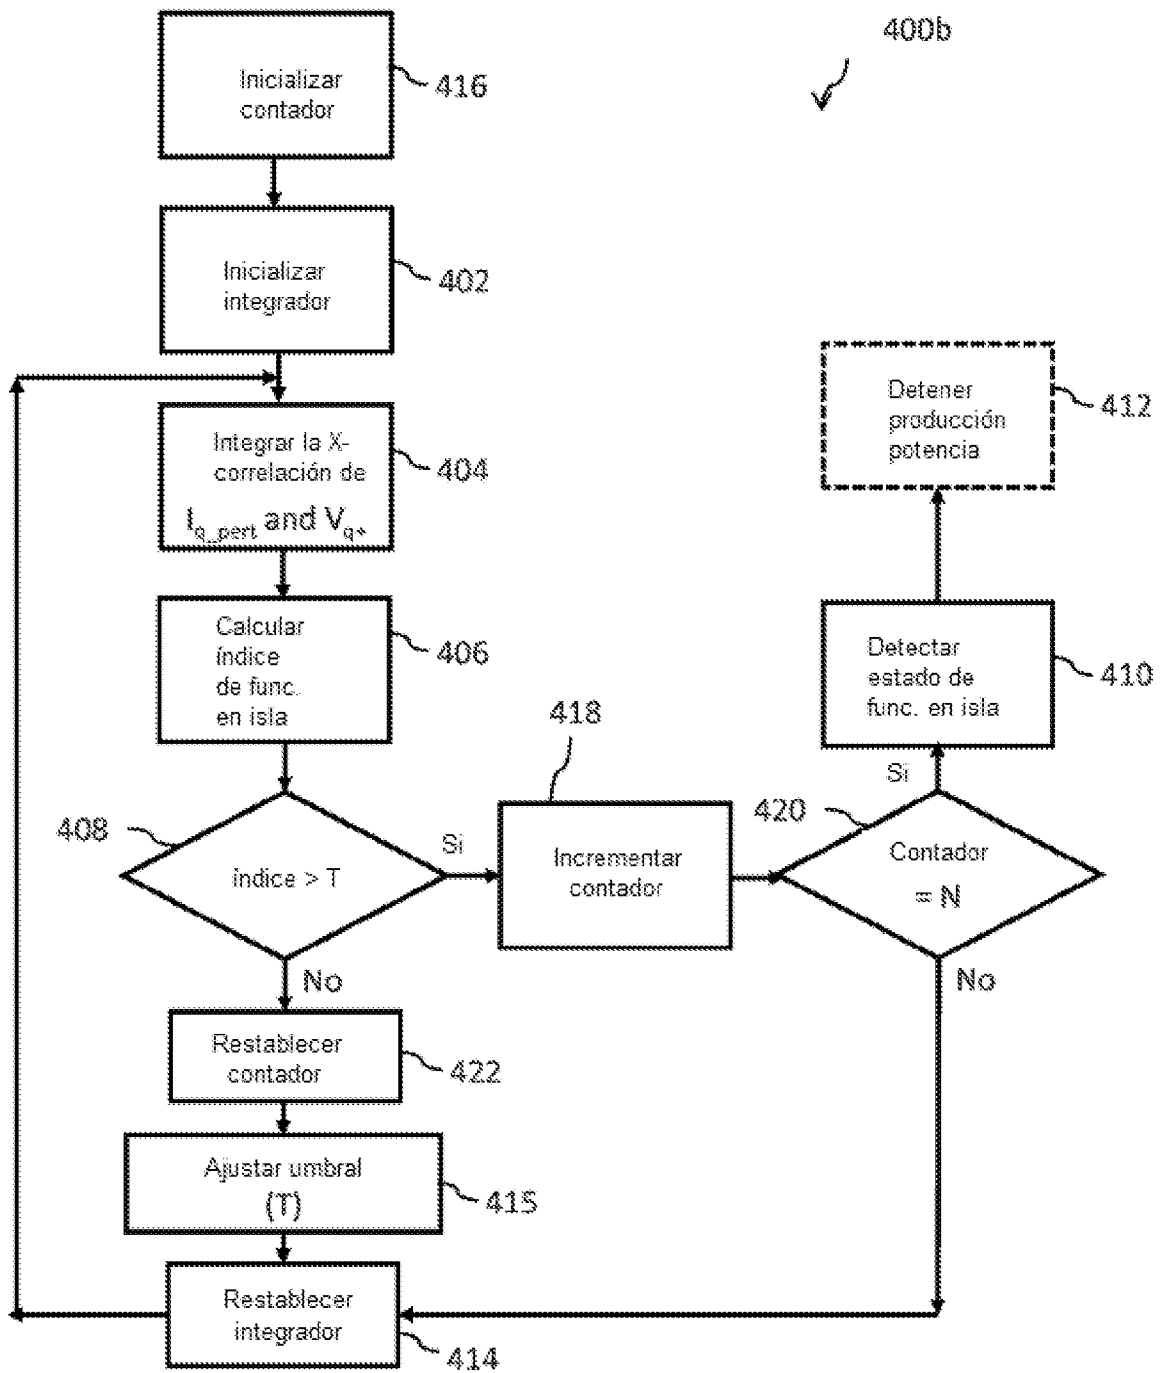 400b
Inicializar
contador
416
Inicializar
integrador
402
Integrar la X-
correlación de
I_q_pert and V_q+
404
Calcular
índice
de func.
en isla
406
408
índice > T
Si
No
418
Incrementar
contador
420
Contador
= N
Si
No
Detectar
estado de
func. en isla
410
Detener
producción
potencia
412
Restablecer
contador
422
Ajustar umbral
(T)
415
Restablecer
integrador
414